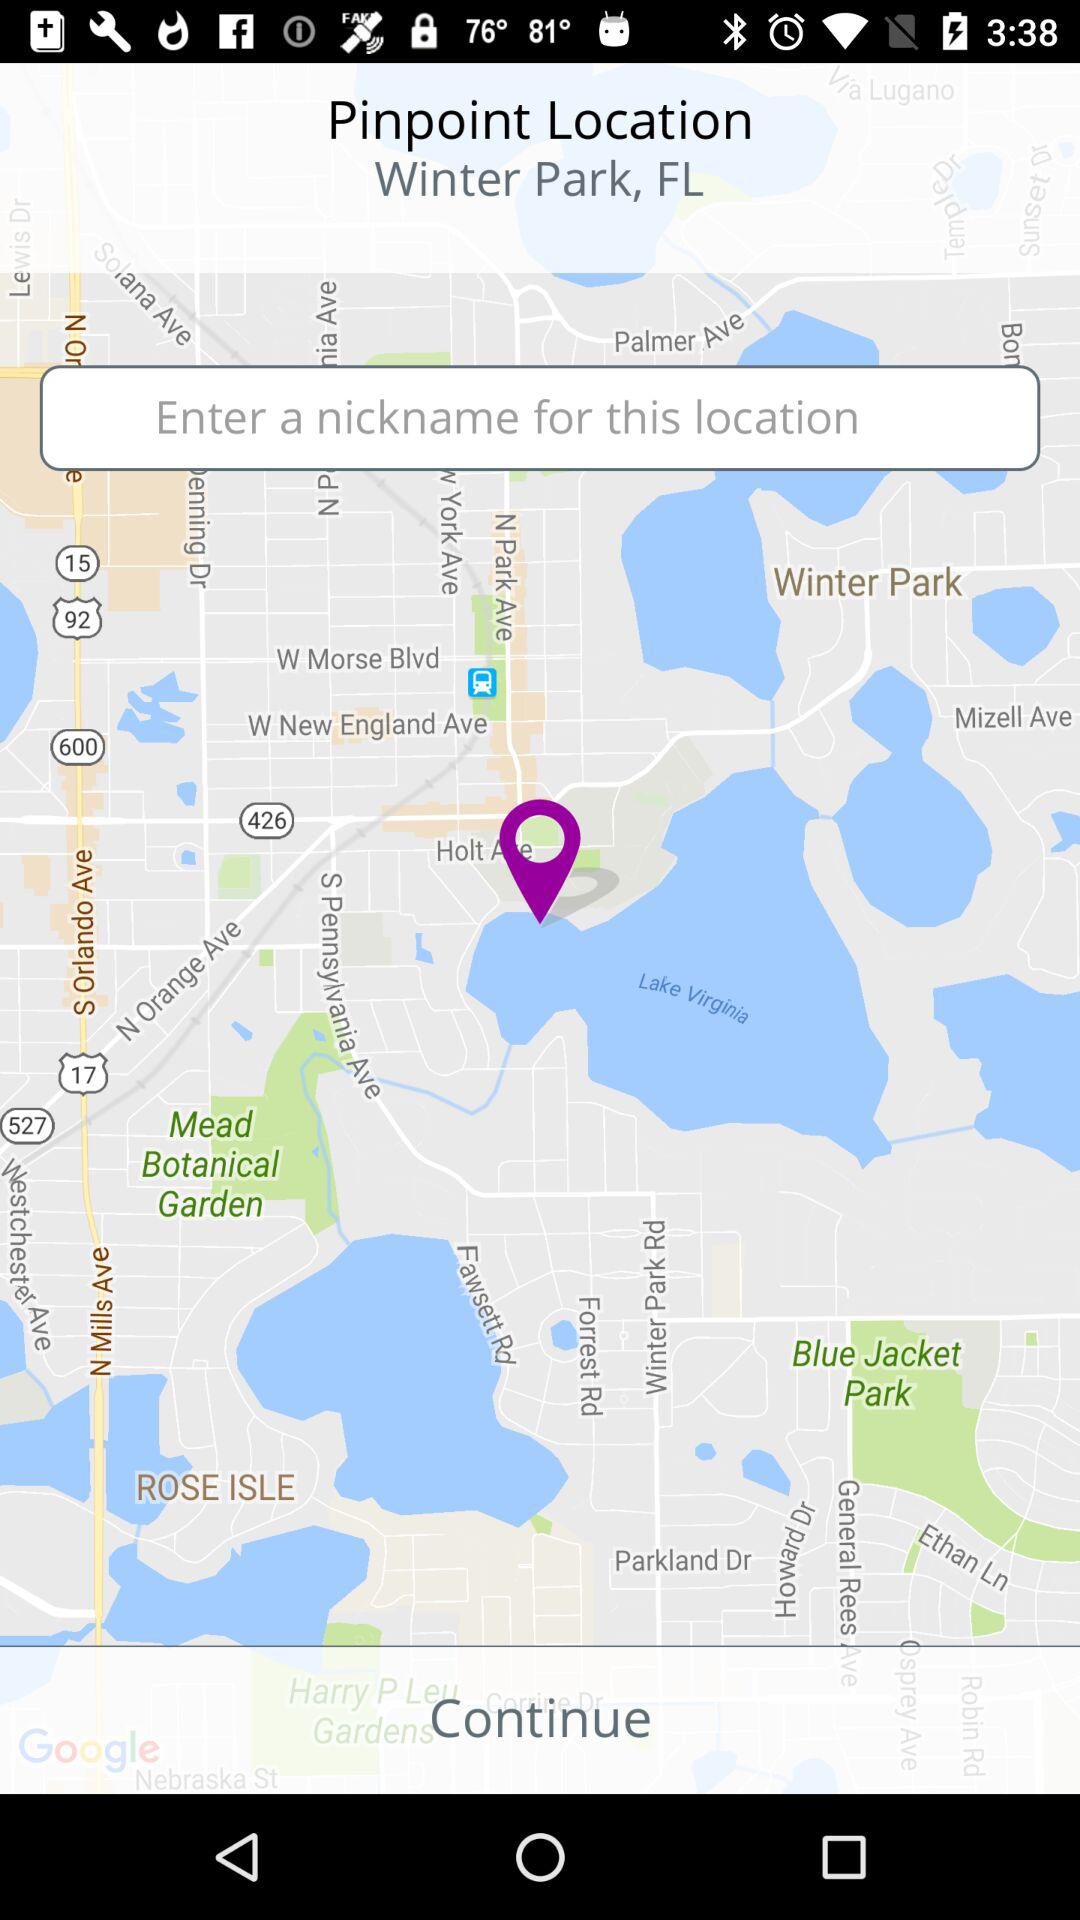 FAKE 76° 81° 3:38
Pinpoint Location
Winter Park, FL
Via Lugano
Temple Dr
Sunset Dr
Lewis Dr
Solana Ave
nia Ave
Palmer Ave
Bon
N Or
Enter a nickname for this location
e
Denning Dr
N Pe
w York Ave
N Park Ave
15
92
Winter Park
W Morse Blvd
W New England Ave
Mizell Ave
600
426
Holt Ave
S Orlando Ave
S Pennsylvania Ave
N Orange Ave
Lake Virginia
17
527
Mead
Botanical
Garden
Westchester Ave
N Mills Ave
Fawsett Rd
Forrest Rd
Winter Park Rd
Blue Jacket
Park
ROSE ISLE
Parkland Dr
Howard Dr
General Rees Ave
Ethan Ln
Osprey Ave
Robin Rd
Harry P Leu
Gardens
Corrine Dr
Continue
Google
Nebraska St